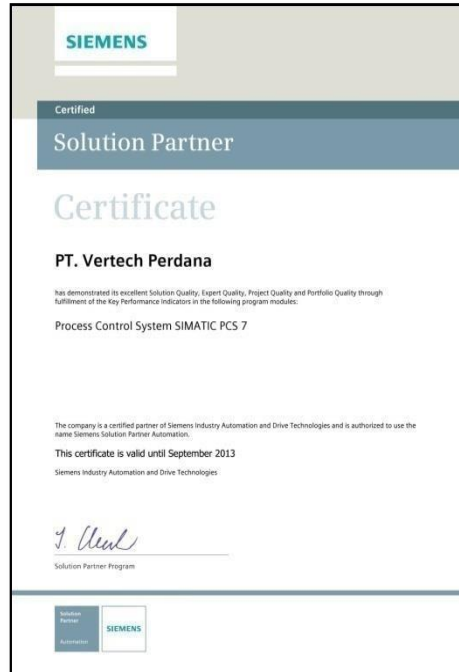 SIEMENS
Certified
Solution Partner
Certificate
PT. Vertech Perdana
has demonstrated its excellent Solution Quality, Expert Quality, Project Quality and Portfolio Quality through
fulfillment of the Key Performance Indicators in the following program modules:
Process Control System SIMATIC PCS 7
The company is a certified partner of Siemens Industry Automation and Drive Technologies and is authorized to use the
name Siemens Solution Partner Automation.
This certificate is valid until September 2013
Siemens Industry Automation and Drive Technologies
Solution Partner Program
Solution
Partner
SIEMENS
Automation